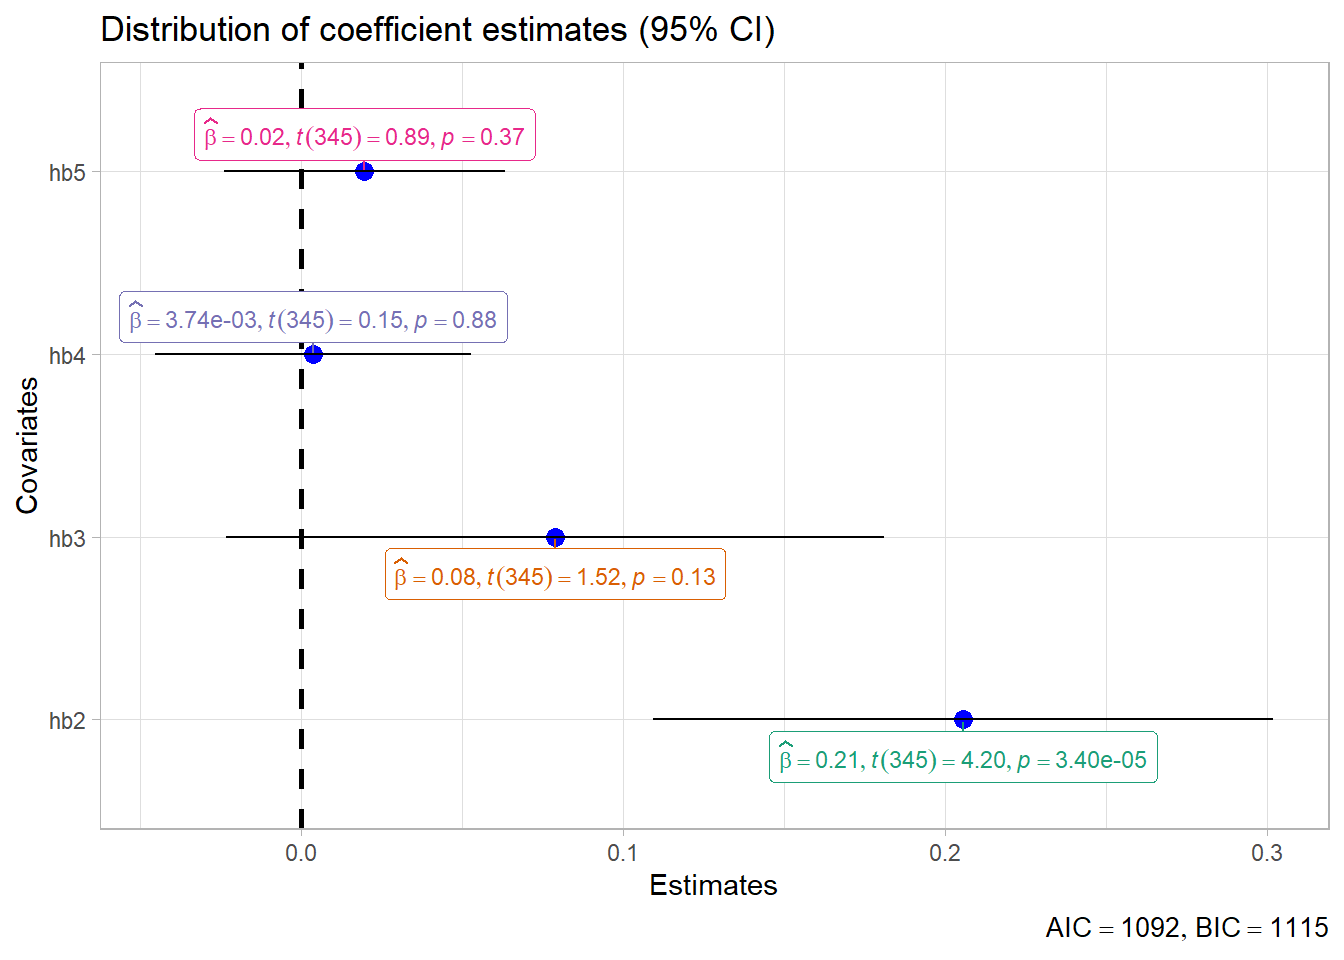 Distribution of coefficient estimates (95% CI)
β̂ = 0.02, t(345) = 0.89, p = 0.37
hb5
β̂ = 3.74e-03, t(345) = 0.15, p = 0.88
hb4
Covariates
hb3
β̂ = 0.08, t(345) = 1.52, p = 0.13
hb2
β̂ = 0.21, t(345) = 4.20, p = 3.40e-05
0.0 0.1 0.2 0.3
Estimates
AIC = 1092, BIC = 1115